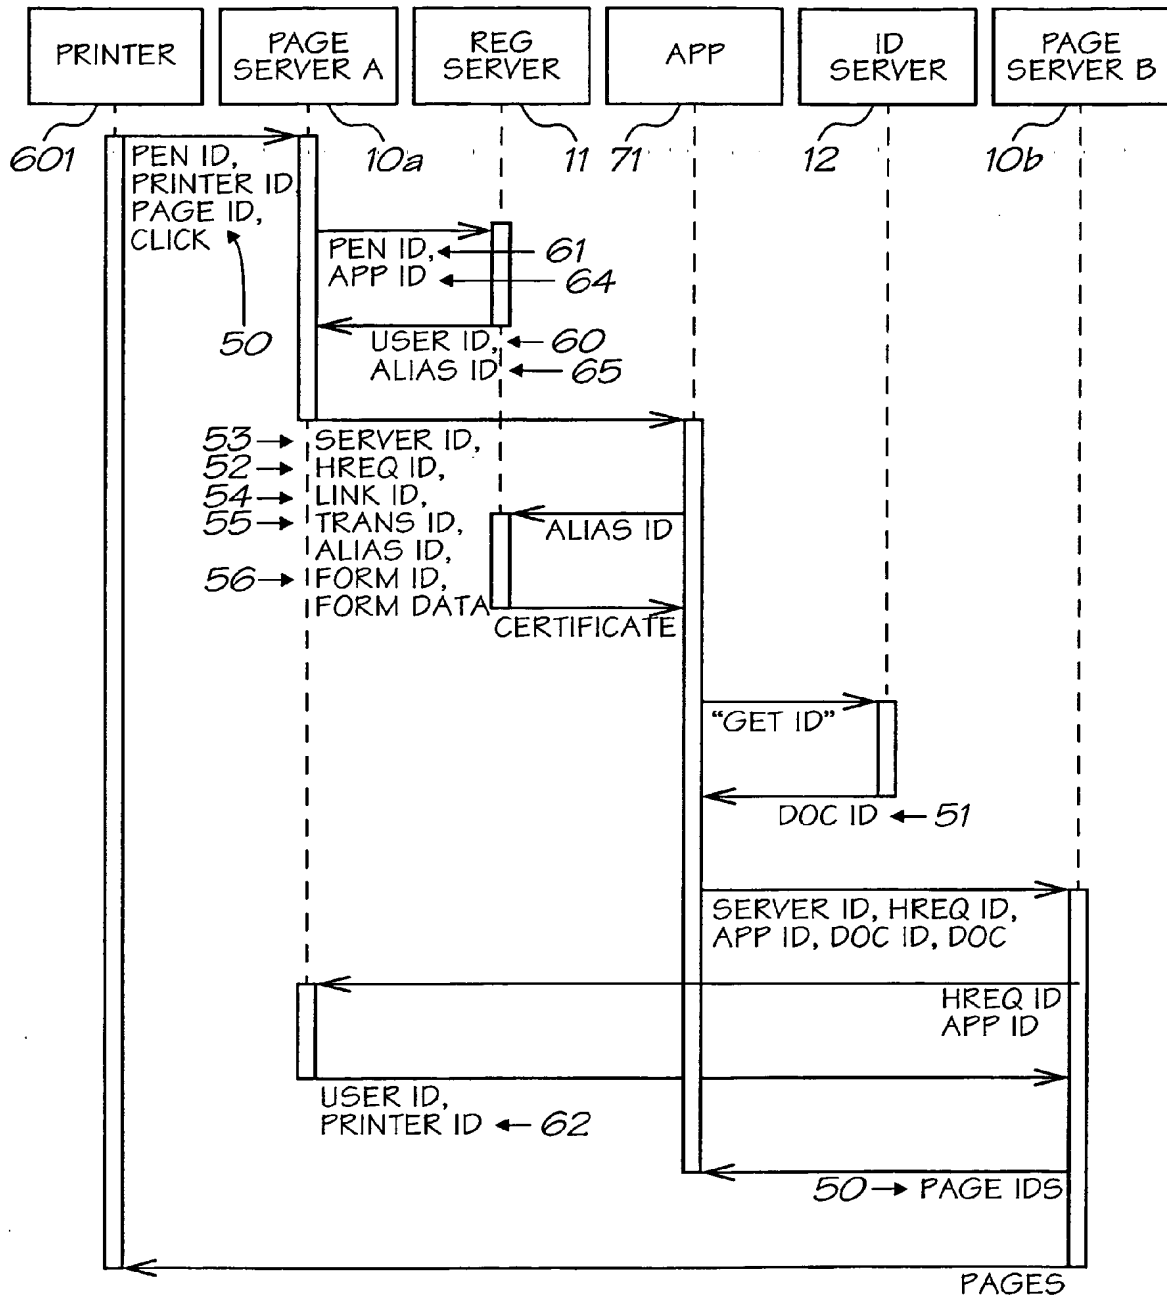 PRINTER
PAGE
SERVER A
REG
SERVER
APP
ID
SERVER
PAGE
SERVER B
601
10a
11
71
12
10b
PEN ID,
PRINTER ID
PAGE ID,
CLICK
50
PEN ID,
61
APP ID
64
USER ID,
60
ALIAS ID
65
53
SERVER ID,
52
HREQ ID,
54
LINK ID,
55
TRANS ID,
ALIAS ID,
56
FORM ID,
FORM DATA
ALIAS ID
CERTIFICATE
“GET ID”
DOC ID
51
SERVER ID, HREQ ID,
APP ID, DOC ID, DOC
HREQ ID
APP ID
USER ID,
PRINTER ID
62
50
PAGE IDS
PAGES